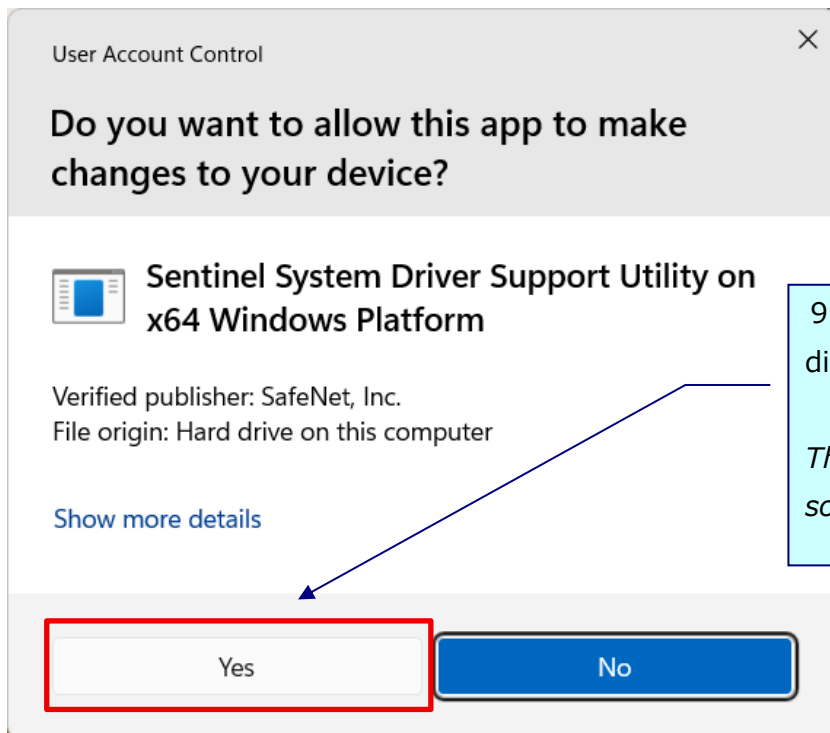 User Account Control
Do you want to allow this app to make
changes to your device?
Sentinel System Driver Support Utility on
x64 Windows Platform
Verified publisher: SafeNet, Inc.
File origin: Hard drive on this computer
Show more details
Yes
No
9